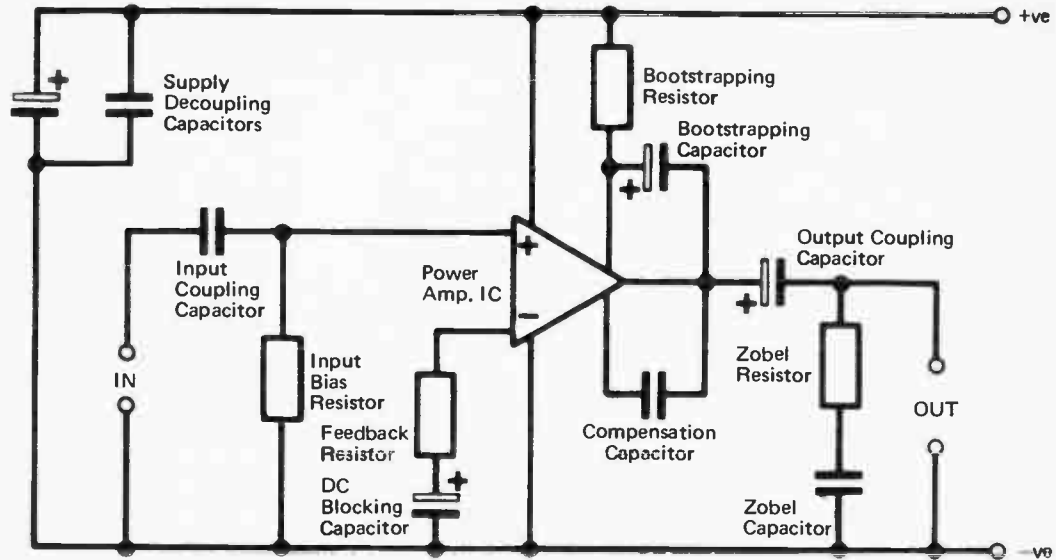 +ve
+
Supply
Decoupling
Capacitors
Bootstrapping
Resistor
Bootstrapping
Capacitor
+
Input
Coupling
Capacitor
+
Power
Amp. IC
−
Output Coupling
Capacitor
+
IN
Input
Bias
Resistor
Feedback
Resistor
+
DC
Blocking
Capacitor
Compensation
Capacitor
Zobel
Resistor
OUT
Zobel
Capacitor
−ve